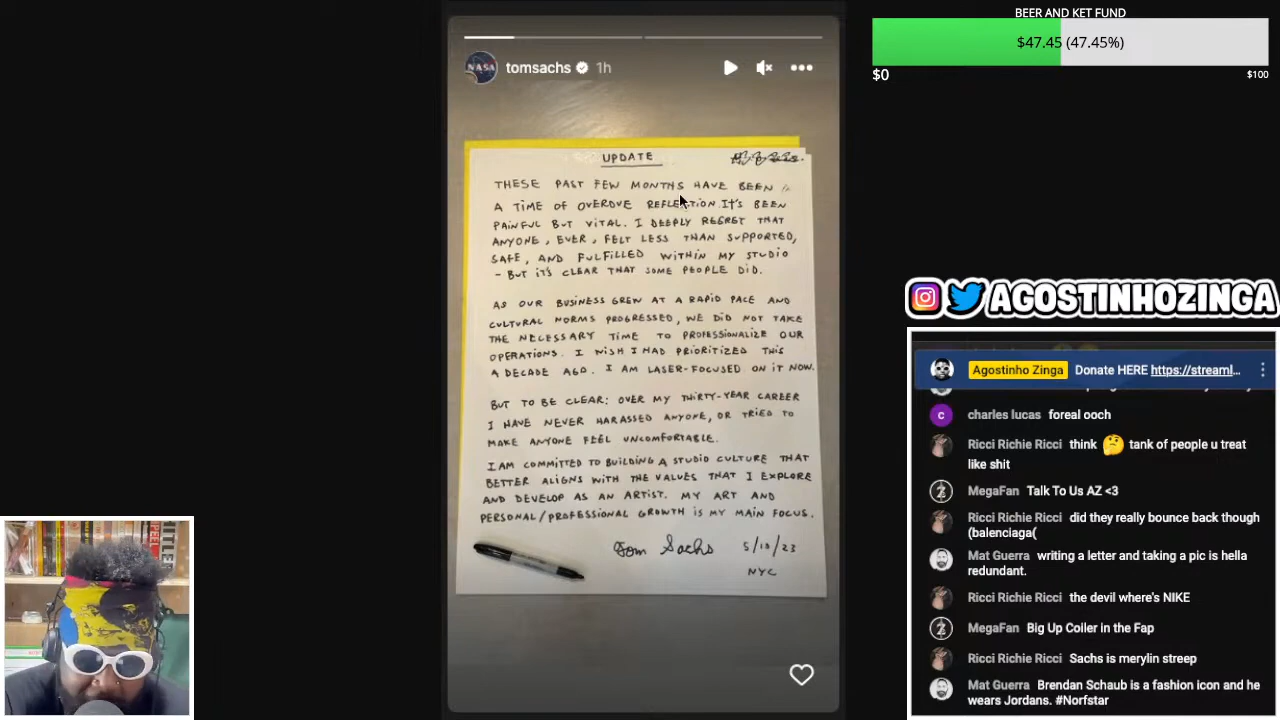 BEER AND KET FUND
$47.45 (47.45%)
$0
$100
NASA
tomsachs
1h
UPDATE
THESE PAST FEW MONTHS HAVE BEEN
A TIME OF OVERDUE REFLECTION. IT'S BEEN
PAINFUL BUT VITAL. I DEEPLY REGRET THAT
ANYONE, EVER, FELT LESS THAN SUPPORTED,
SAFE, AND FULFILLED WITHIN MY STUDIO
- BUT IT'S CLEAR THAT SOME PEOPLE DID.
AS OUR BUSINESS GREW AT A RAPID PACE AND
CULTURAL NORMS PROGRESSED, WE DID NOT TAKE
THE NECESSARY TIME TO PROFESSIONALIZE OUR
OPERATIONS. I WISH I HAD PRIORITIZED THIS
A DECADE AGO. I AM LASER-FOCUSED ON IT NOW.
BUT TO BE CLEAR: OVER MY THIRTY-YEAR CAREER
I HAVE NEVER HARASSED ANYONE, OR TRIED TO
MAKE ANYONE FEEL UNCOMFORTABLE.
I AM COMMITTED TO BUILDING A STUDIO CULTURE THAT
BETTER ALIGNS WITH THE VALUES THAT I EXPLORE
AND DEVELOP AS AN ARTIST. MY ART AND
PERSONAL/PROFESSIONAL GROWTH IS MY MAIN FOCUS.
Tom Sachs 5/10/23
NYC
AGOSTINHOZINGA
Agostinho Zinga Donate HERE https://streaml...
charles lucas foreal ooch
Ricci Richie Ricci think 🤔 tank of people u treat
like shit
MegaFan Talk To Us AZ <3
Ricci Richie Ricci did they really bounce back though
(balenciaga(
Mat Guerra writing a letter and taking a pic is hella
redundant.
Ricci Richie Ricci the devil where's NIKE
MegaFan Big Up Coiler in the Fap
Ricci Richie Ricci Sachs is merylin streep
Mat Guerra Brendan Schaub is a fashion icon and he
wears Jordans. #Norfstar